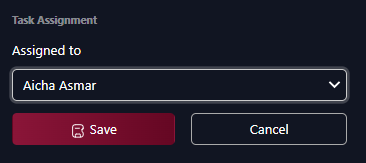 Task Assignment
Assigned to
Aicha Asmar
Save Cancel